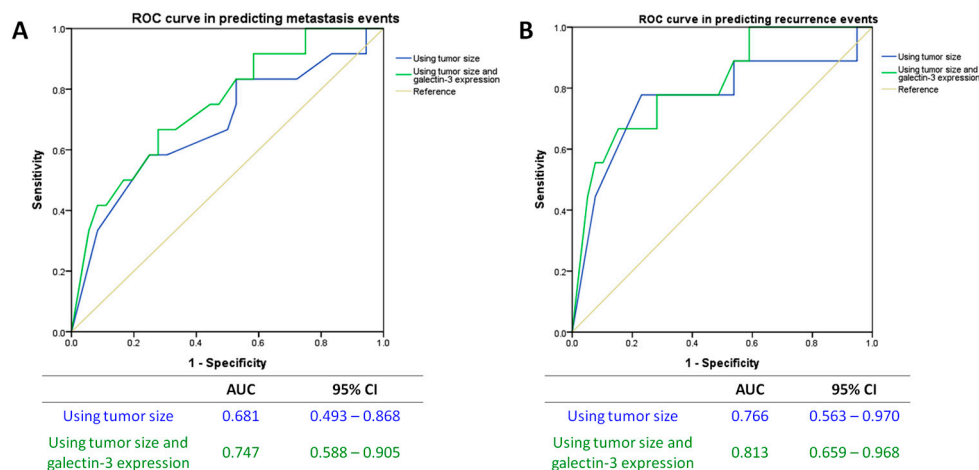 A
ROC curve in predicting metastasis events
1.0
0.8
0.6
0.4
0.2
0.0
Sensitivity
0.0 0.2 0.4 0.6 0.8 1.0
1 - Specificity
Using tumor size
Using tumor size and
galectin-3 expression
Reference
AUC 95% CI
Using tumor size 0.681 0.493 – 0.868
Using tumor size and
galectin-3 expression 0.747 0.588 – 0.905
B
ROC curve in predicting recurrence events
1.0
0.8
0.6
0.4
0.2
0.0
Sensitivity
0.0 0.2 0.4 0.6 0.8 1.0
1 - Specificity
Using tumor size
Using tumor size and
galectin-3 expression
Reference
AUC 95% CI
Using tumor size 0.766 0.563 – 0.970
Using tumor size and
galectin-3 expression 0.813 0.659 – 0.968